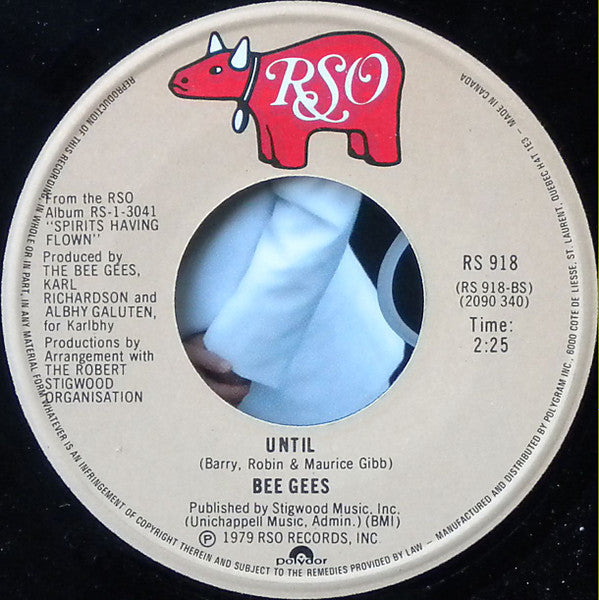 RSO
From the RSO
Album RS-1-3041
"SPIRITS HAVING
FLOWN"
Produced by
THE BEE GEES,
KARL
RICHARDSON and
ALBHY GALUTEN,
for Karlbhy
Productions by
Arrangement with
THE ROBERT
STIGWOOD
ORGANISATION
RS 918
(RS 918-BS)
(2090 340)
Time:
2:25
UNTIL
(Barry, Robin & Maurice Gibb)
BEE GEES
Published by Stigwood Music, Inc.
(Unichappell Music, Admin.) (BMI)
Ⓟ 1979 RSO RECORDS, INC.
polydor
REPRODUCTION OF THIS RECORDING, IN WHOLE OR IN PART, IN ANY MATERIAL FORM WHATEVER IS AN INFRINGEMENT OF COPYRIGHT THEREIN AND SUBJECT TO THE REMEDIES PROVIDED BY LAW – MANUFACTURED AND DISTRIBUTED BY POLYGRAM INC. 6000 COTE DE LIESSE, ST. LAURENT, QUEBEC H4T 1E3 – MADE IN CANADA